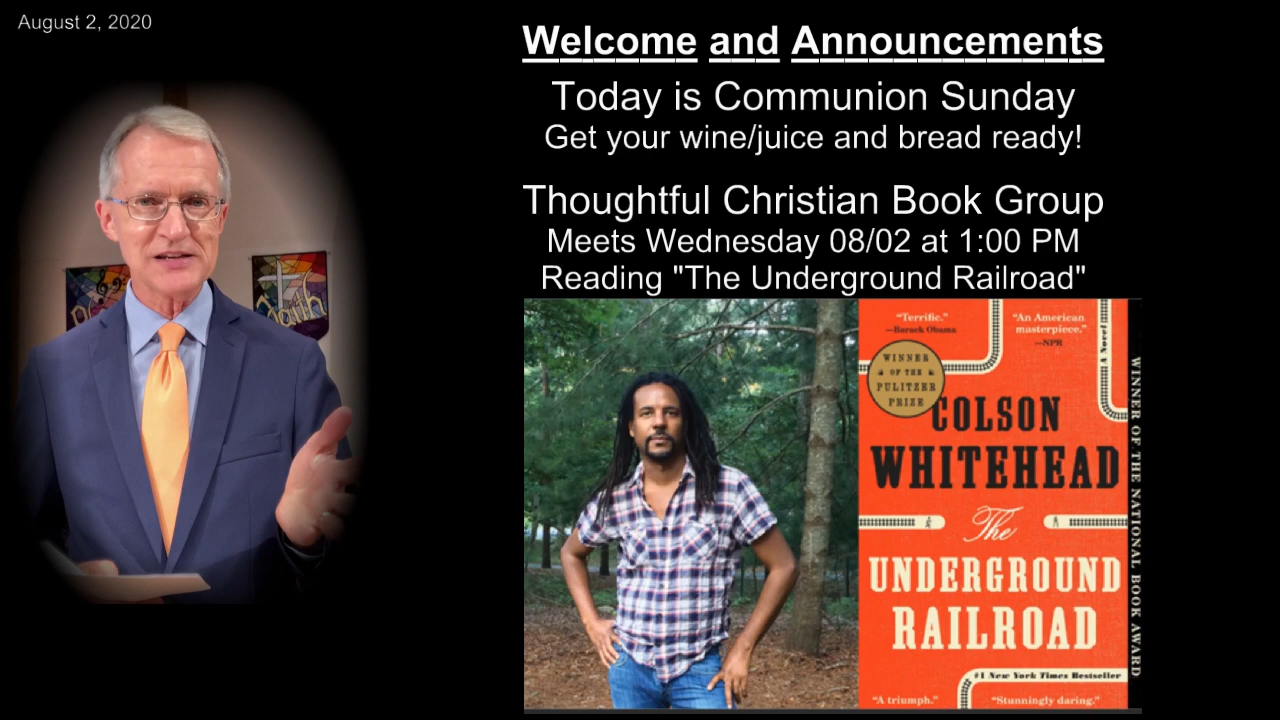 August 2, 2020
Welcome and Announcements
Today is Communion Sunday
Get your wine/juice and bread ready!
Thoughtful Christian Book Group
Meets Wednesday 08/02 at 1:00 PM
Reading "The Underground Railroad"
faith
“Terrific.”
—Barack Obama
“An American
masterpiece.”
—NPR
A Novel
WINNER
OF THE
PULITZER
PRIZE
COLSON
WHITEHEAD
The
UNDERGROUND
RAILROAD
#1 New York Times Bestseller
“A triumph.”
“Stunningly daring.”
WINNER OF THE NATIONAL BOOK AWARD